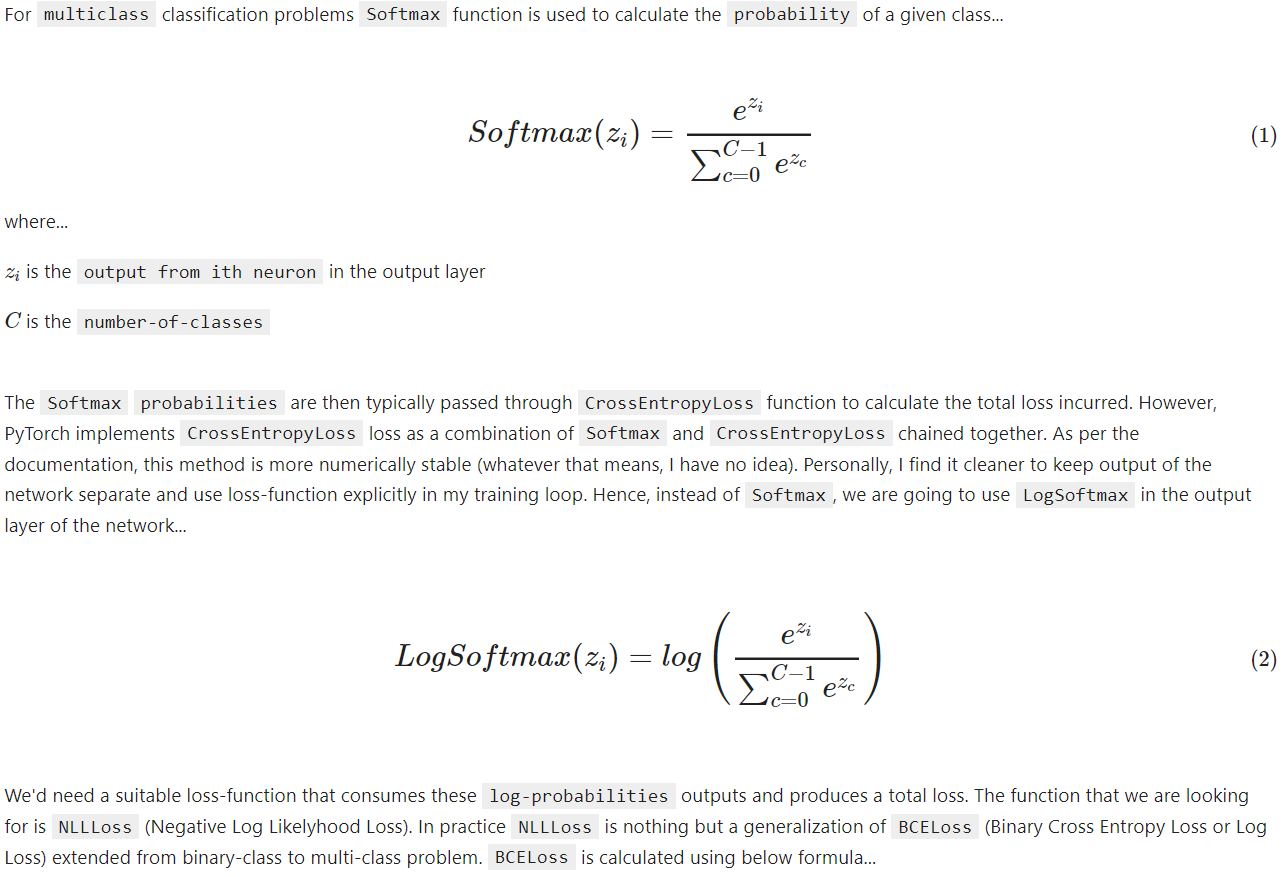 For multiclass classification problems Softmax function is used to calculate the probability of a given class...
Softmax(z_i) = \frac{e^{z_i}}{\sum_{c=0}^{C-1} e^{z_c}} (1)
where...
z_i is the output from ith neuron in the output layer
C is the number-of-classes
The Softmax probabilities are then typically passed through CrossEntropyLoss function to calculate the total loss incurred. However,
PyTorch implements CrossEntropyLoss loss as a combination of Softmax and CrossEntropyLoss chained together. As per the
documentation, this method is more numerically stable (whatever that means, I have no idea). Personally, I find it cleaner to keep output of the
network separate and use loss-function explicitly in my training loop. Hence, instead of Softmax, we are going to use LogSoftmax in the output
layer of the network...
LogSoftmax(z_i) = log \left( \frac{e^{z_i}}{\sum_{c=0}^{C-1} e^{z_c}} \right) (2)
We'd need a suitable loss-function that consumes these log-probabilities outputs and produces a total loss. The function that we are looking
for is NLLLoss (Negative Log Likelyhood Loss). In practice NLLLoss is nothing but a generalization of BCELoss (Binary Cross Entropy Loss or Log
Loss) extended from binary-class to multi-class problem. BCELoss is calculated using below formula...